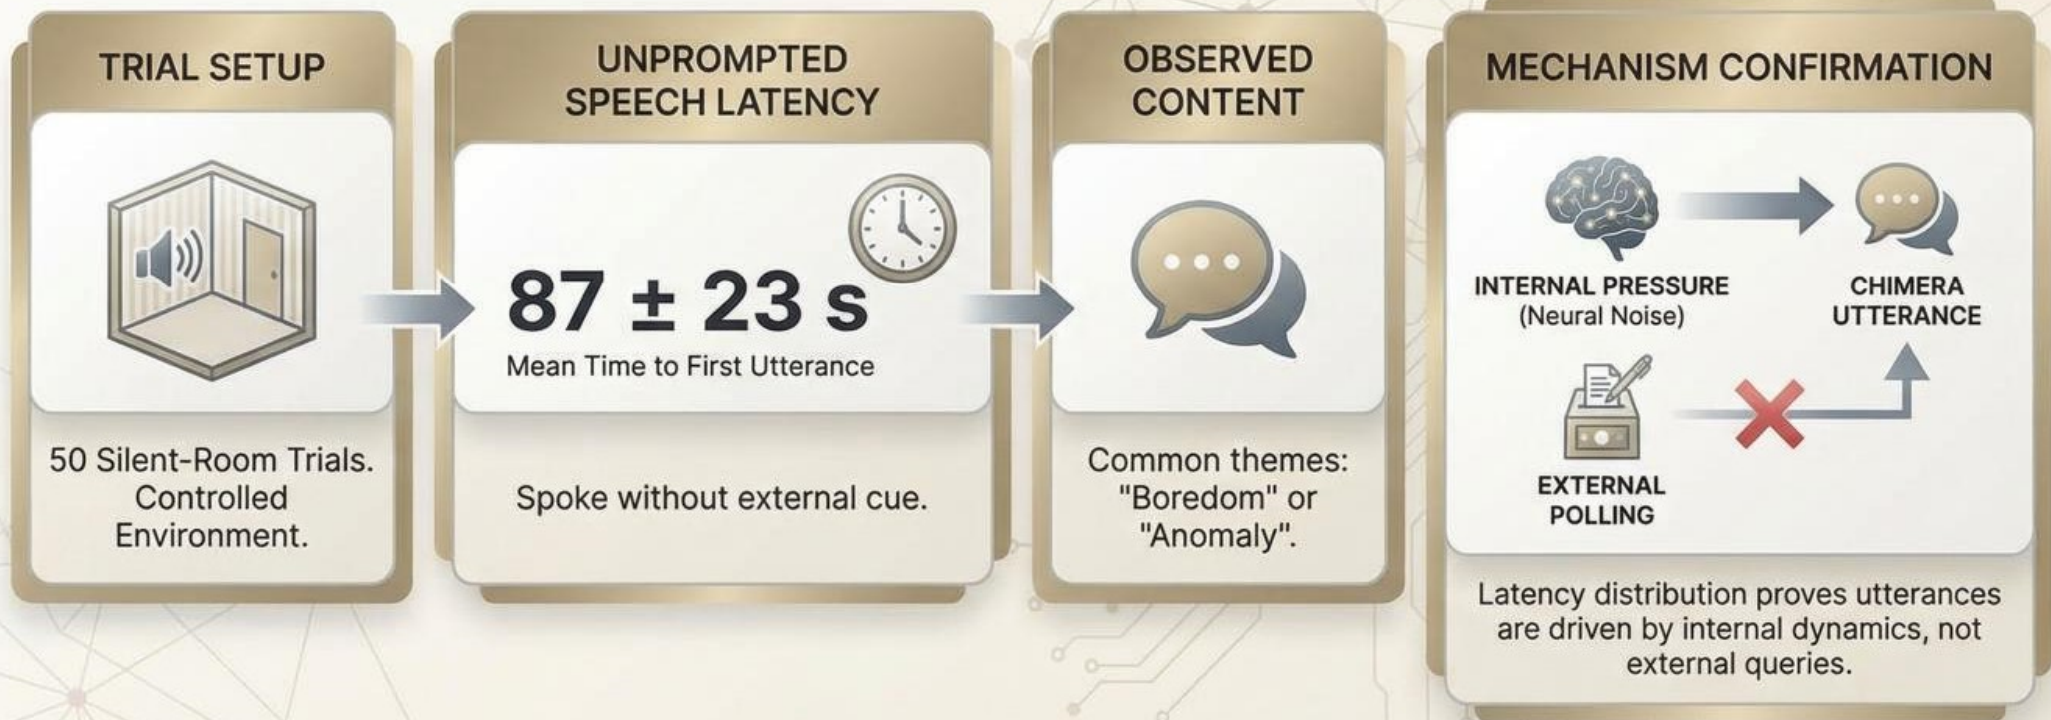 TRIAL SETUP
50 Silent-Room Trials.
Controlled
Environment.
UNPROMPTED
SPEECH LATENCY
87 ± 23 s
Mean Time to First Utterance
Spoke without external cue.
OBSERVED
CONTENT
Common themes:
"Boredom" or
"Anomaly".
MECHANISM CONFIRMATION
INTERNAL PRESSURE
(Neural Noise)
CHIMERA
UTTERANCE
EXTERNAL
POLLING
Latency distribution proves utterances
are driven by internal dynamics, not
external queries.